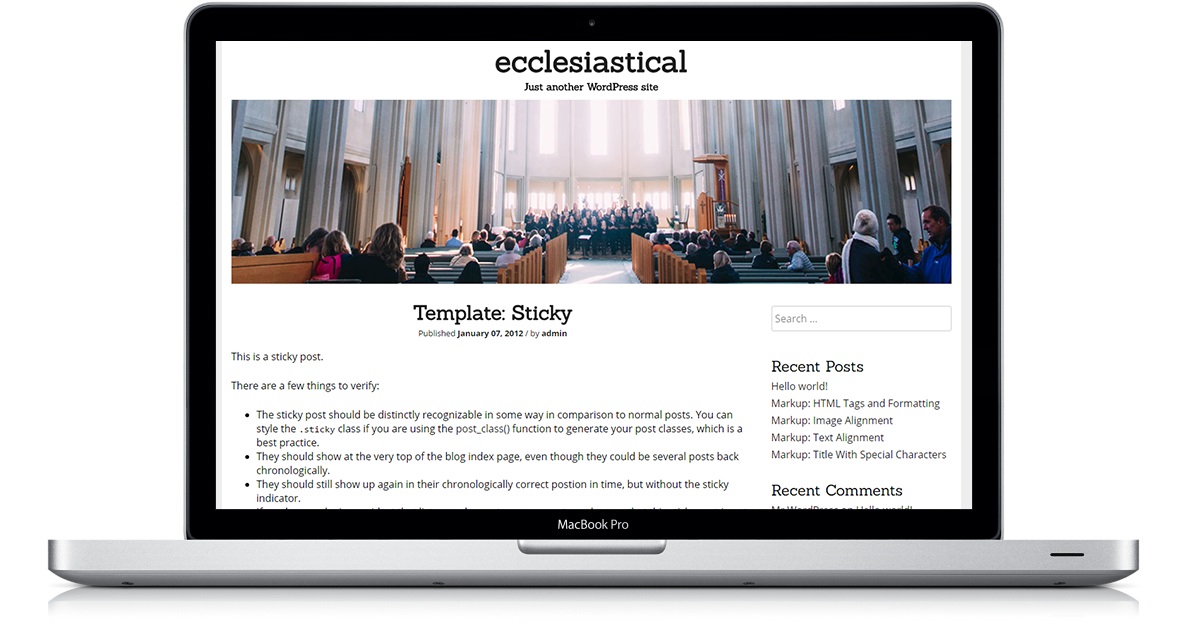 ecclesiastical
Just another WordPress site
Template: Sticky
Published January 07, 2012 / by admin
This is a sticky post.
There are a few things to verify:
• The sticky post should be distinctly recognizable in some way in comparison to normal posts. You can
style the .sticky class if you are using the post_class() function to generate your post classes, which is a
best practice.
• They should show at the very top of the blog index page, even though they could be several posts back
chronologically.
• They should still show up again in their chronologically correct postion in time, but without the sticky
indicator.
Search ...
Recent Posts
Hello world!
Markup: HTML Tags and Formatting
Markup: Image Alignment
Markup: Text Alignment
Markup: Title With Special Characters
Recent Comments
Mr WordPress on Hello world!
MacBook Pro